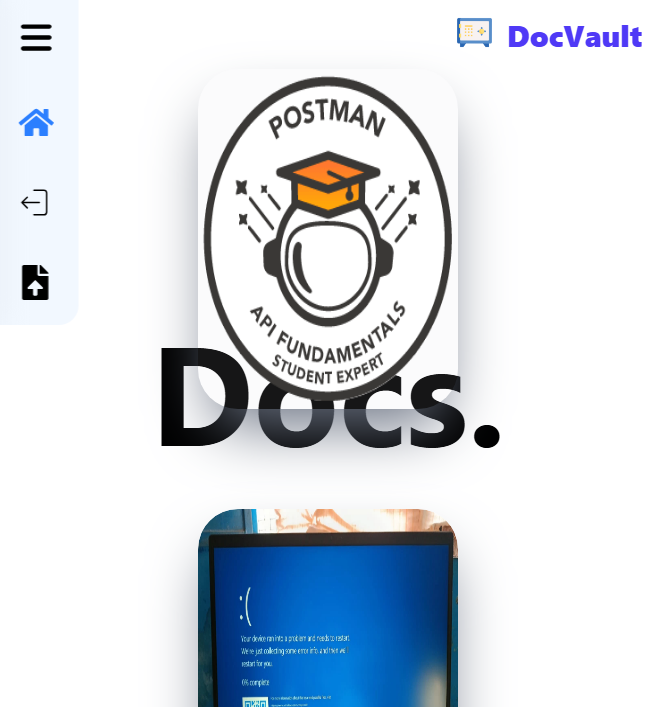 DocVault
POSTMAN
API FUNDAMENTALS
STUDENT EXPERT
Docs.
:(
Your device ran into a problem and needs to restart.
We're just collecting some error info, and then we'll
restart for you.
0% complete